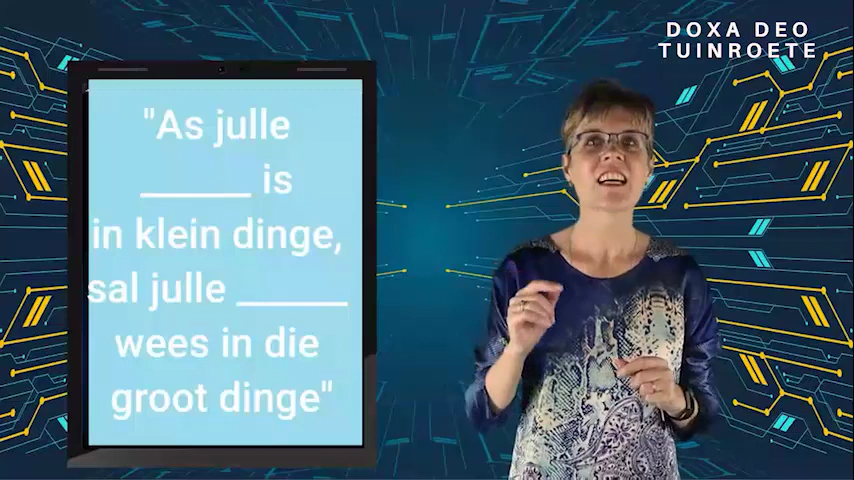 DOXA DEO
TUINROETE
"As julle
______ is
in klein dinge,
sal julle ______
wees in die
groot dinge"